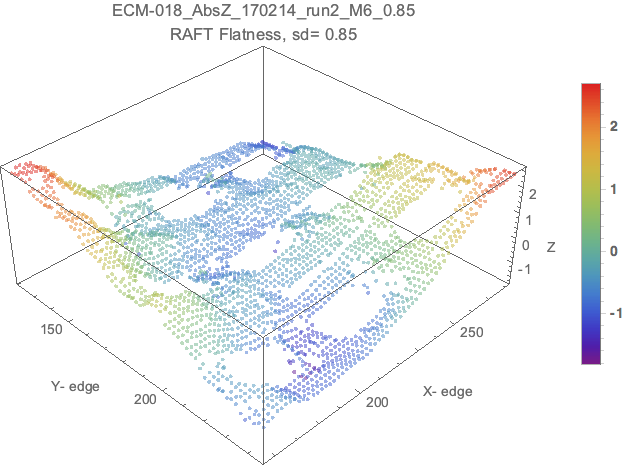 ECM-018_AbsZ_170214_run2_M6_0.85
RAFT Flatness, sd= 0.85
2
1
0
-1
Z
2
1
0
-1
150
200
Y- edge
250
200
X- edge